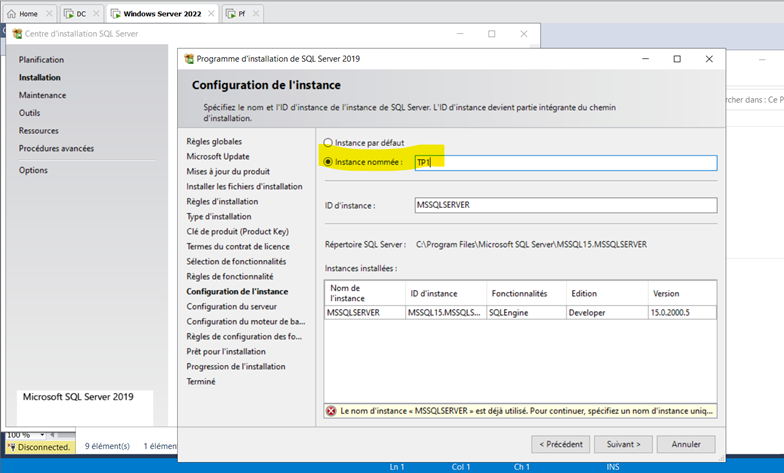 Home
DC
Windows Server 2022
Pf
Centre d'installation SQL Server
Planification
Installation
Maintenance
Outils
Ressources
Procédures avancées
Options
Microsoft SQL Server 2019
Programme d'installation de SQL Server 2019
Configuration de l'instance
Spécifiez le nom et l'ID d'instance de l'instance de SQL Server. L'ID d'instance devient partie intégrante du chemin
d'installation.
Règles globales
Microsoft Update
Mises à jour du produit
Installer les fichiers d'installation
Règles d'installation
Type d'installation
Clé de produit (Product Key)
Termes du contrat de licence
Sélection de fonctionnalités
Règles de fonctionnalité
Configuration de l'instance
Configuration du serveur
Configuration du moteur de ba...
Règles de configuration des fo...
Prêt pour l'installation
Progression de l'installation
Terminé
Instance par défaut
Instance nommée : TP1
ID d'instance : MSSQLSERVER
Répertoire SQL Server : C:\Program Files\Microsoft SQL Server\MSSQL15.MSSQLSERVER
Instances installées :
Nom de l'instance ID d'instance Fonctionnalités Edition Version
MSSQLSERVER MSSQL15.MSSQLS... SQLEngine Developer 15.0.2000.5
Le nom d'instance « MSSQLSERVER » est déjà utilisé. Pour continuer, spécifiez un nom d'instance uniq...
< Précédent Suivant > Annuler
rcher dans : Ce P
100 %
Disconnected.
9 élément(s) 1 élémen
Ln 1 Col 1 Ch 1 INS